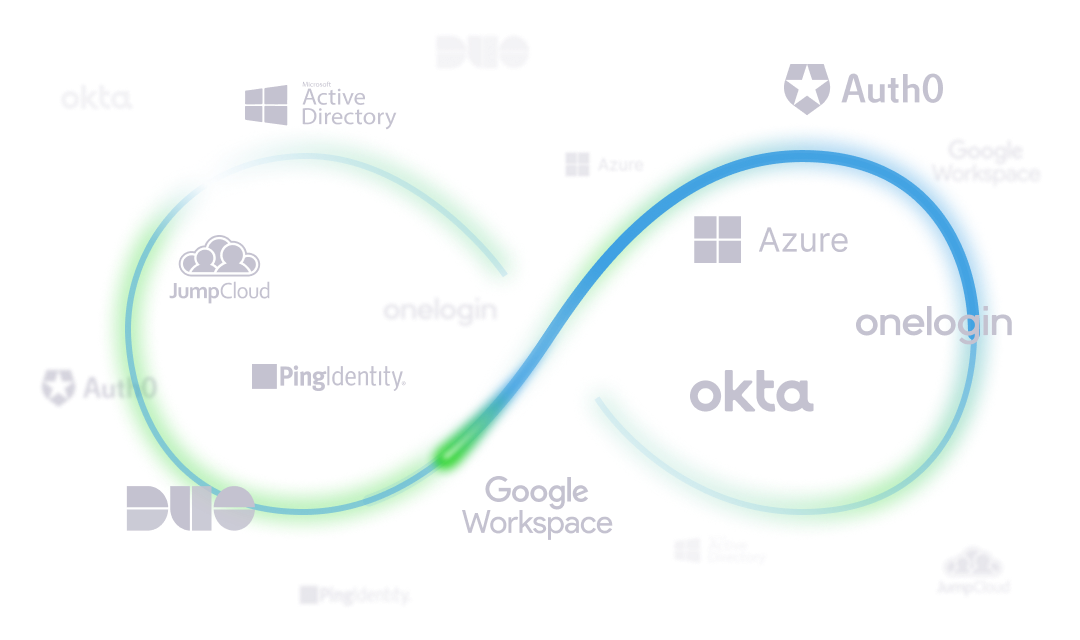 DUO
Auth0
okta
Microsoft
Active
Directory
Google
Workspace
Azure
Azure
JumpCloud
onelogin
onelogin
PingIdentity.
Auth0
okta
DUO
Google
Workspace
Active
Directory
JumpCloud
PingIdentity.